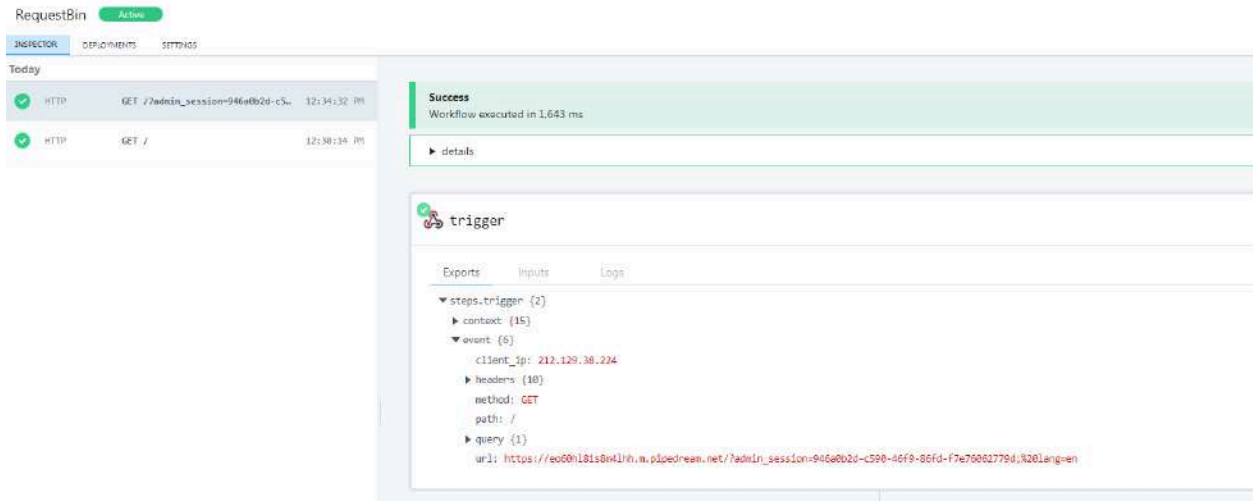 RequestBin Active
INSPECTOR DEPLOYMENTS SETTINGS
Today
HTTP GET /?admin_session=946a0b2d-c5… 12:34:32 PM
HTTP GET / 12:30:14 PM
Success
Workflow executed in 1,643 ms
details
trigger
Exports Inputs Logs
steps.trigger {2}
context {15}
event {6}
client_ip: 212.129.38.224
headers {10}
method: GET
path: /
query {1}
url: https://eo60hl81s8m4lhh.m.pipedream.net/?admin_session=946a0b2d-c590-46f9-86fd-f7e76062779d;%20lang=en